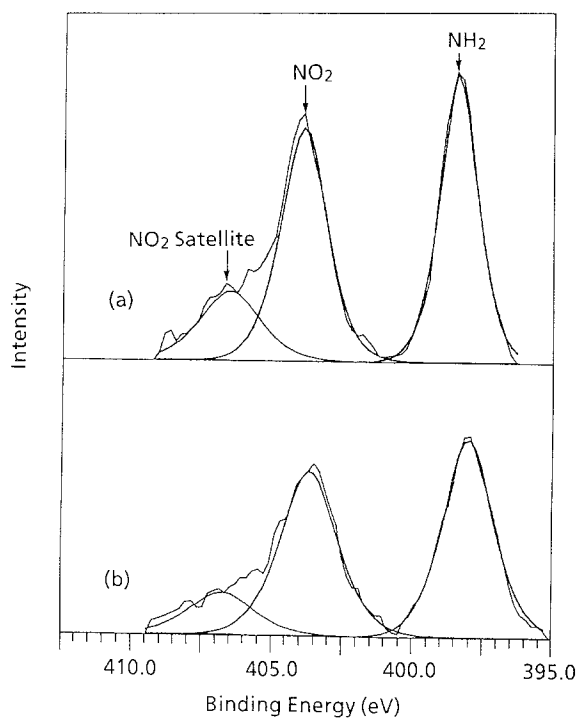 NH2
NO2
NO2 Satellite
(a)
Intensity
(b)
410.0 405.0 400.0 395.0
Binding Energy (eV)